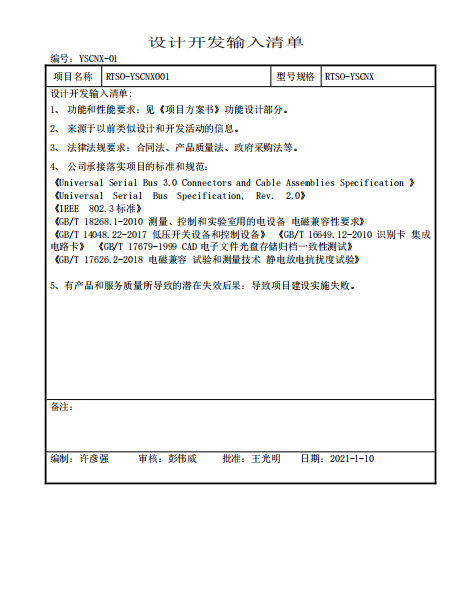 设计开发输入清单
编号：YSCNX-01
项目名称 RTSO-YSCNX001 型号规格 RTSO-YSCNX
设计开发输入清单：
1、 功能和性能要求：见《项目方案书》功能设计部分。
2、 来源于以前类似设计和开发活动的信息。
3、 法律法规要求：合同法、产品质量法、政府采购法等。
4、 公司承接落实项目的标准和规范：
《Universal Serial Bus 3.0 Connectors and Cable Assemblies Specification 》
《Universal Serial Bus Specification, Rev. 2.0》
《IEEE 802.3 标准》
《GB/T 18268.1-2010 测量、控制和实验室用的电设备 电磁兼容性要求》
《GB/T 14048.22-2017 低压开关设备和控制设备》 《GB/T 16649.12-2010 识别卡 集成
电路卡》 《GB/T 17679-1999 CAD 电子文件光盘存储归档一致性测试》
《GB/T 17626.2-2018 电磁兼容 试验和测量技术 静电放电抗扰度试验》
5、有产品和服务质量所导致的潜在失效后果：导致项目建设实施失败。
备注：
编制：许彦强 审核：彭伟威 批准：王光明 日期：2021-1-10